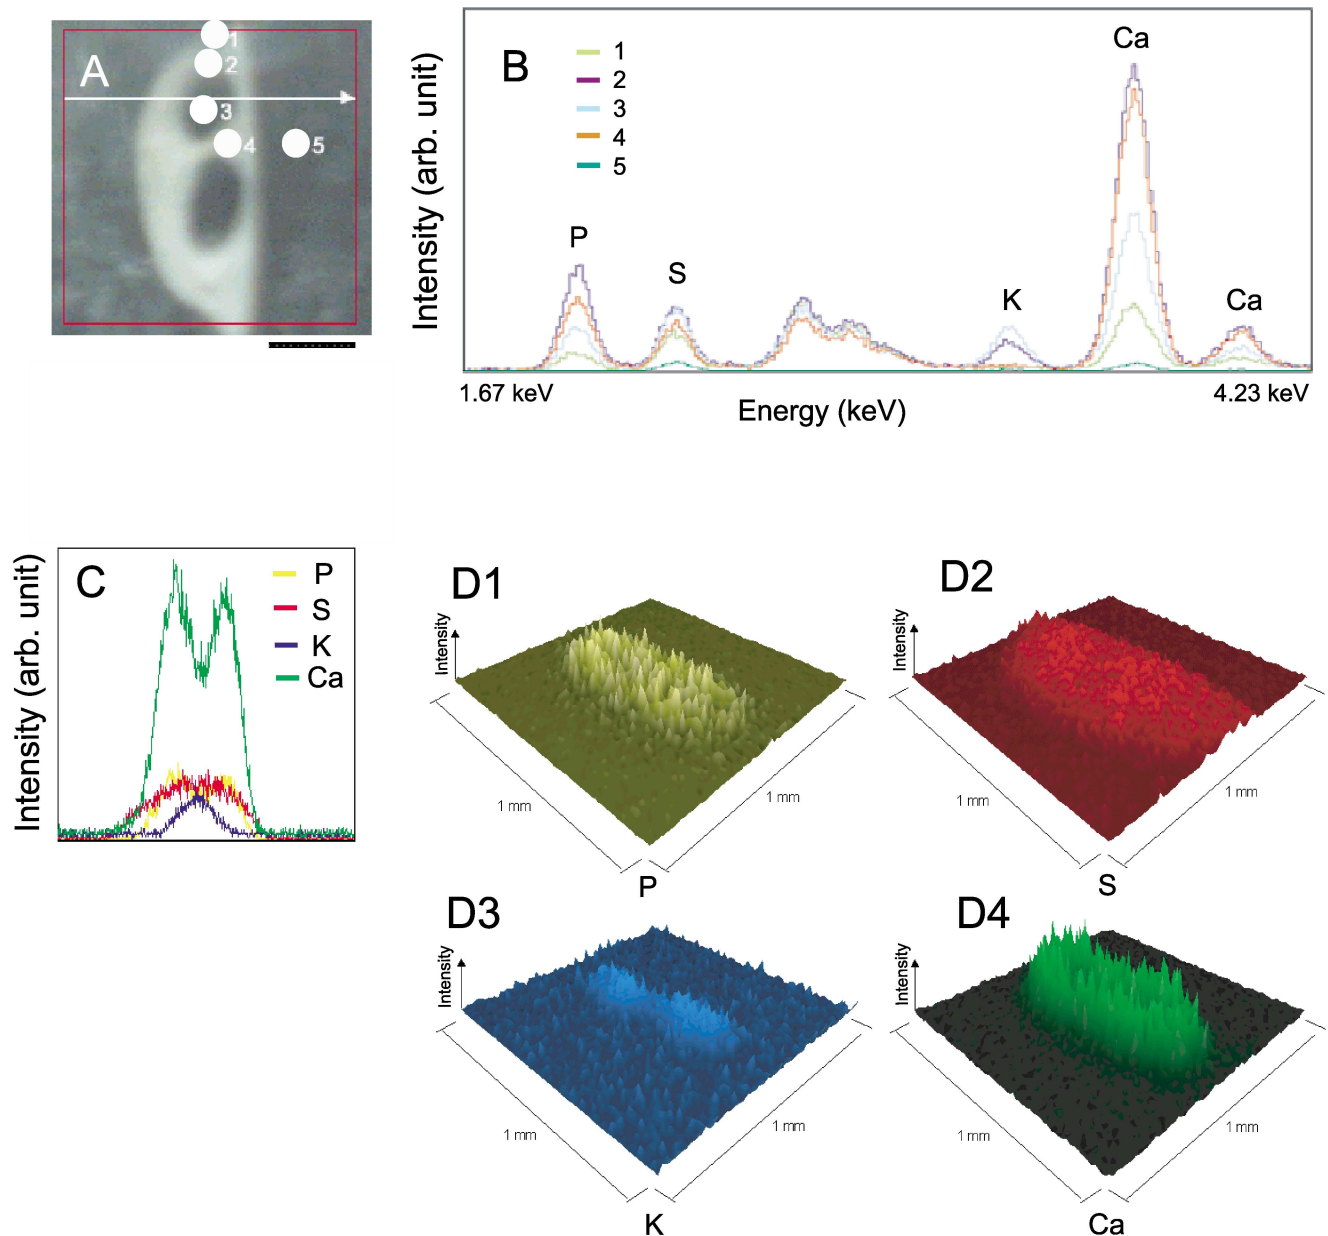 A
1
2
3
4
5
B
1
2
3
4
5
P
S
K
Ca
Ca
Intensity (arb. unit)
1.67 keV
4.23 keV
Energy (keV)
C
P
S
K
Ca
Intensity (arb. unit)
D1
Intensity
1 mm
1 mm
P
D2
Intensity
1 mm
1 mm
S
D3
Intensity
1 mm
1 mm
K
D4
Intensity
1 mm
1 mm
Ca